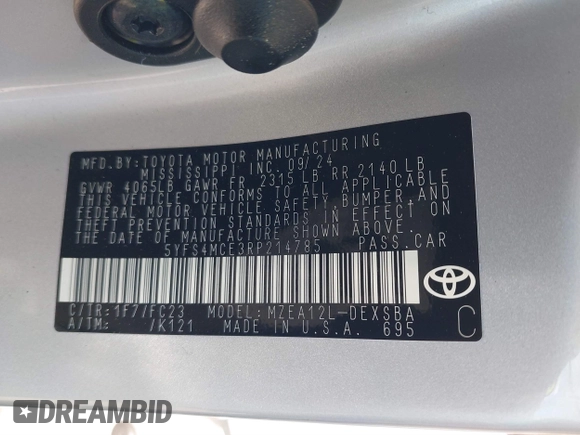 MFD.BY: TOYOTA MOTOR MANUFACTURING
MISSISSIPPI, INC. 09/24
GVWR 4065LB GAWR FR 2315 LB RR 2140 LB
THIS VEHICLE CONFORMS TO ALL APPLICABLE
FEDERAL MOTOR VEHICLE SAFETY, BUMPER, AND
THEFT PREVENTION STANDARDS IN EFFECT ON
THE DATE OF MANUFACTURE SHOWN ABOVE.
5YFS4MCE3RP214785 PASS.CAR
C/TR: 1F7/FC23 MODEL: MZEA12L-DEXSBA
A/TM: /K121 MADE IN U.S.A. 695
C
DREAMBID